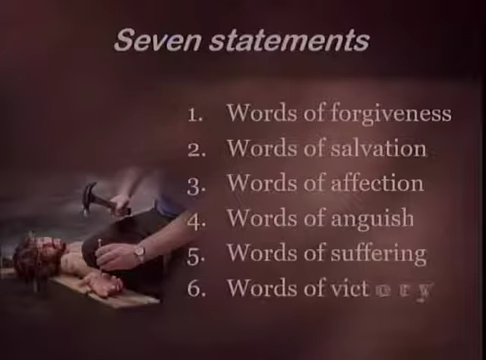 Seven statements
1. Words of forgiveness
2. Words of salvation
3. Words of affection
4. Words of anguish
5. Words of suffering
6. Words of victory